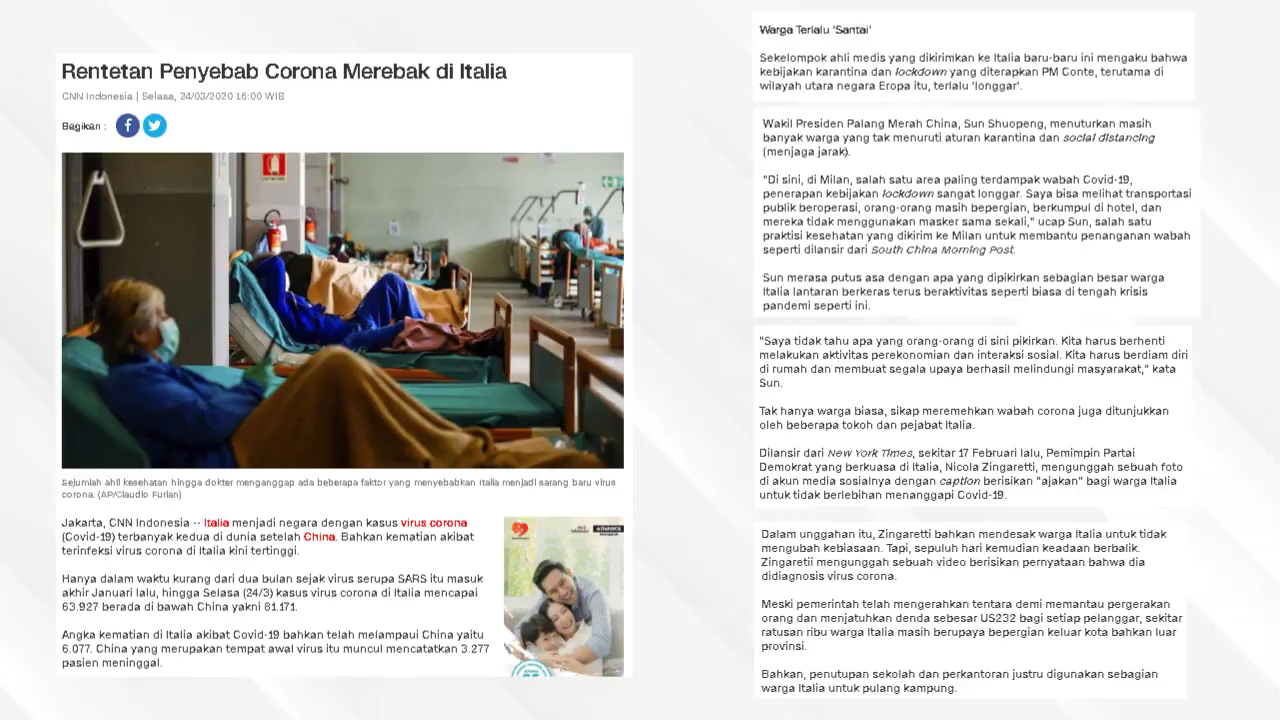 Rentetan Penyebab Corona Merebak di Italia
CNN Indonesia | Selasa, 24/03/2020 16:00 WIB
Bagikan :
Sejumlah ahli kesehatan hingga dokter menganggap ada beberapa faktor yang menyebabkan Italia menjadi sarang baru virus
corona. (AP/Claudio Furlan)
Jakarta, CNN Indonesia -- Italia menjadi negara dengan kasus virus corona
(Covid-19) terbanyak kedua di dunia setelah China. Bahkan kematian akibat
terinfeksi virus corona di Italia kini tertinggi.
Hanya dalam waktu kurang dari dua bulan sejak virus serupa SARS itu masuk
akhir Januari lalu, hingga Selasa (24/3) kasus virus corona di Italia mencapai
63.927 berada di bawah China yakni 81.171.
Angka kematian di Italia akibat Covid-19 bahkan telah melampaui China yaitu
6.077. China yang merupakan tempat awal virus itu muncul mencatatkan 3.277
pasien meninggal.
Warga Terlalu 'Santai'
Sekelompok ahli medis yang dikirimkan ke Italia baru-baru ini mengaku bahwa
kebijakan karantina dan lockdown yang diterapkan PM Conte, terutama di
wilayah utara negara Eropa itu, terlalu 'longgar'.
Wakil Presiden Palang Merah China, Sun Shuopeng, menuturkan masih
banyak warga yang tak menuruti aturan karantina dan social distancing
(menjaga jarak).
"Di sini, di Milan, salah satu area paling terdampak wabah Covid-19,
penerapan kebijakan lockdown sangat longgar. Saya bisa melihat transportasi
publik beroperasi, orang-orang masih bepergian, berkumpul di hotel, dan
mereka tidak menggunakan masker sama sekali," ucap Sun, salah satu
praktisi kesehatan yang dikirim ke Milan untuk membantu penanganan wabah
seperti dilansir dari South China Morning Post.
Sun merasa putus asa dengan apa yang dipikirkan sebagian besar warga
Italia lantaran berkeras terus beraktivitas seperti biasa di tengah krisis
pandemi seperti ini.
"Saya tidak tahu apa yang orang-orang di sini pikirkan. Kita harus berhenti
melakukan aktivitas perekonomian dan interaksi sosial. Kita harus berdiam diri
di rumah dan membuat segala upaya berhasil melindungi masyarakat," kata
Sun.
Tak hanya warga biasa, sikap meremehkan wabah corona juga ditunjukkan
oleh beberapa tokoh dan pejabat Italia.
Dilansir dari New York Times, sekitar 17 Februari lalu, Pemimpin Partai
Demokrat yang berkuasa di Italia, Nicola Zingaretti, mengunggah sebuah foto
di akun media sosialnya dengan caption berisikan "ajakan" bagi warga Italia
untuk tidak berlebihan menanggapi Covid-19.
Dalam unggahan itu, Zingaretti bahkan mendesak warga Italia untuk tidak
mengubah kebiasaan. Tapi, sepuluh hari kemudian keadaan berbalik.
Zingaretii mengunggah sebuah video berisikan pernyataan bahwa dia
didiagnosis virus corona.
Meski pemerintah telah mengerahkan tentara demi memantau pergerakan
orang dan menjatuhkan denda sebesar US232 bagi setiap pelanggar, sekitar
ratusan ribu warga Italia masih berupaya bepergian keluar kota bahkan luar
provinsi.
Bahkan, penutupan sekolah dan perkantoran justru digunakan sebagian
warga Italia untuk pulang kampung.